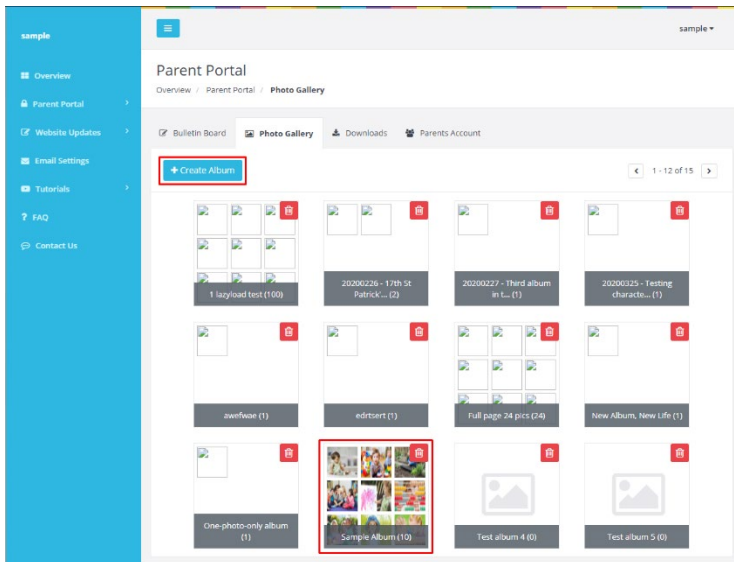 sample
sample
Overview
Parent Portal
Website Updates
Email Settings
Tutorials
FAQ
Contact Us
Parent Portal
Overview / Parent Portal / Photo Gallery
Bulletin Board Photo Gallery Downloads Parents Account
+ Create Album
1 - 12 of 15
1 lazyload test (100)
20200226 - 17th St
Patrick'... (2)
20200227 - Third album
in t... (1)
20200325 - Testing
characte... (1)
awefwae (1)
edrtsert (1)
Full page 24 pics (24)
New Album, New Life (1)
One-photo-only album
(1)
Sample Album (10)
Test album 4 (0)
Test album 5 (0)